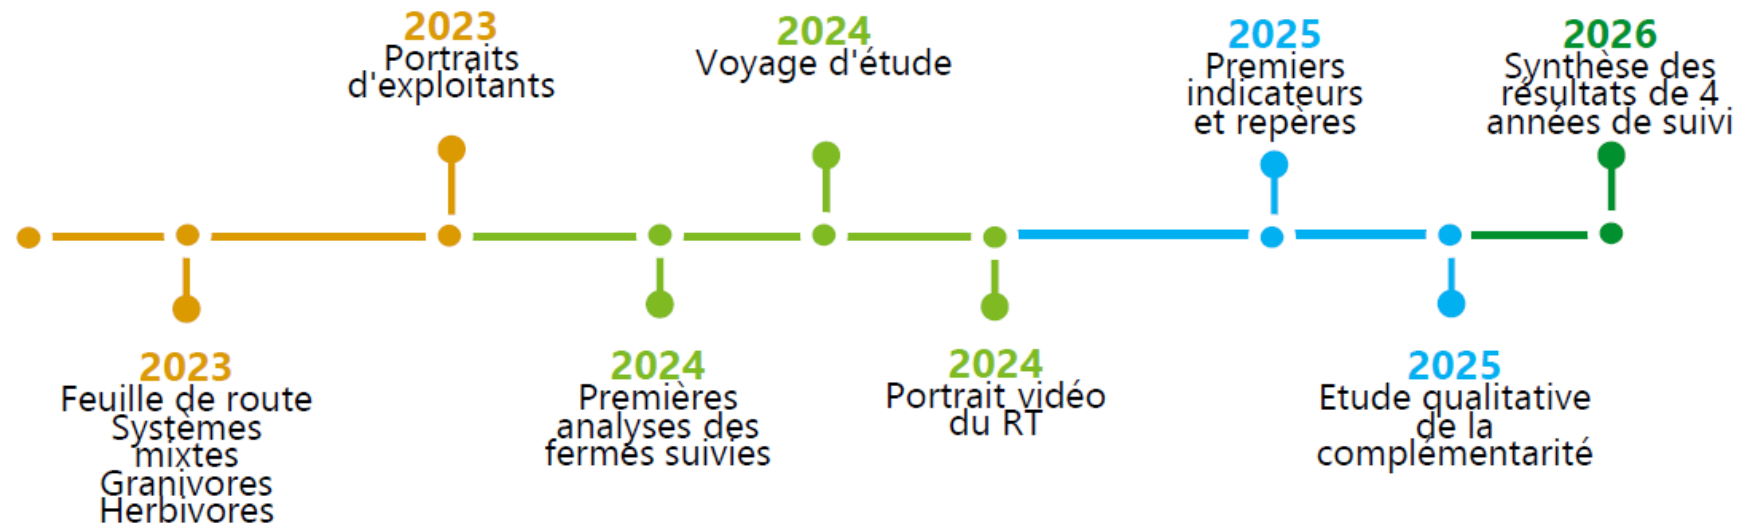 2023
Portraits
d'exploitants
2024
Voyage d'étude
2025
Premiers
indicateurs
et repères
2026
Synthèse des
résultats de 4
années de suivi
2023
Feuille de route
Systèmes
mixtes
Granivores
Herbivores
2024
Premières
analyses des
fermes suivies
2024
Portrait vidéo
du RT
2025
Etude qualitative
de la
complémentarité